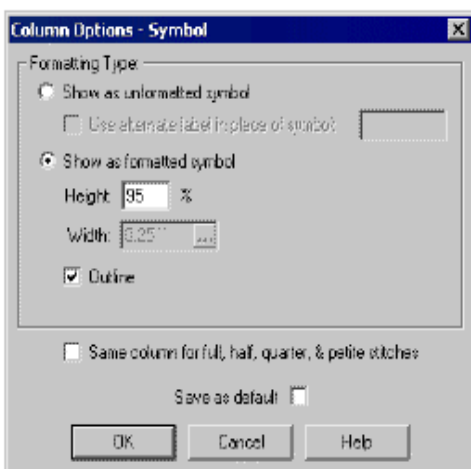 Column Options - Symbol
Formatting Type:
Show as unformatted symbol
Use alternate label in place of symbol:
Show as formatted symbol
Height: 95 %
Width: 0.25" ...
Outline
Same column for full, half, quarter, & petite stitches
Save as default
OK Cancel Help